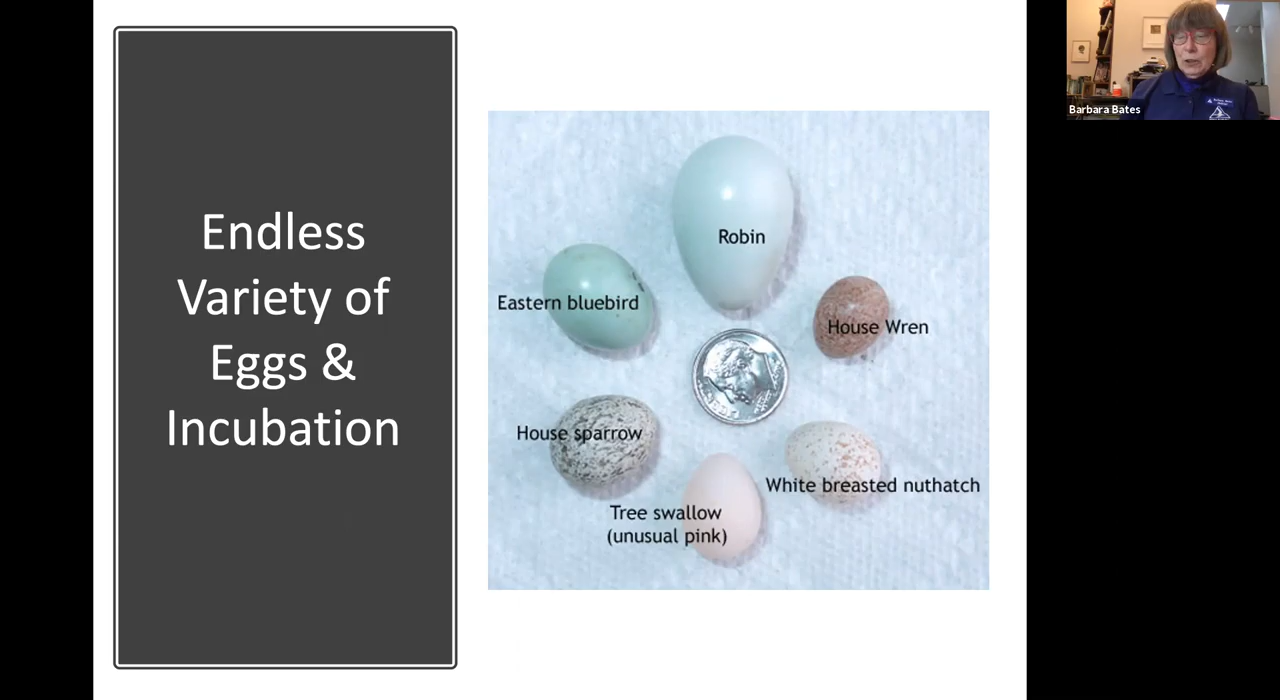 Endless
Variety of
Eggs &
Incubation
Robin
Eastern bluebird
House Wren
House sparrow
White breasted nuthatch
Tree swallow
(unusual pink)
Barbara Bates